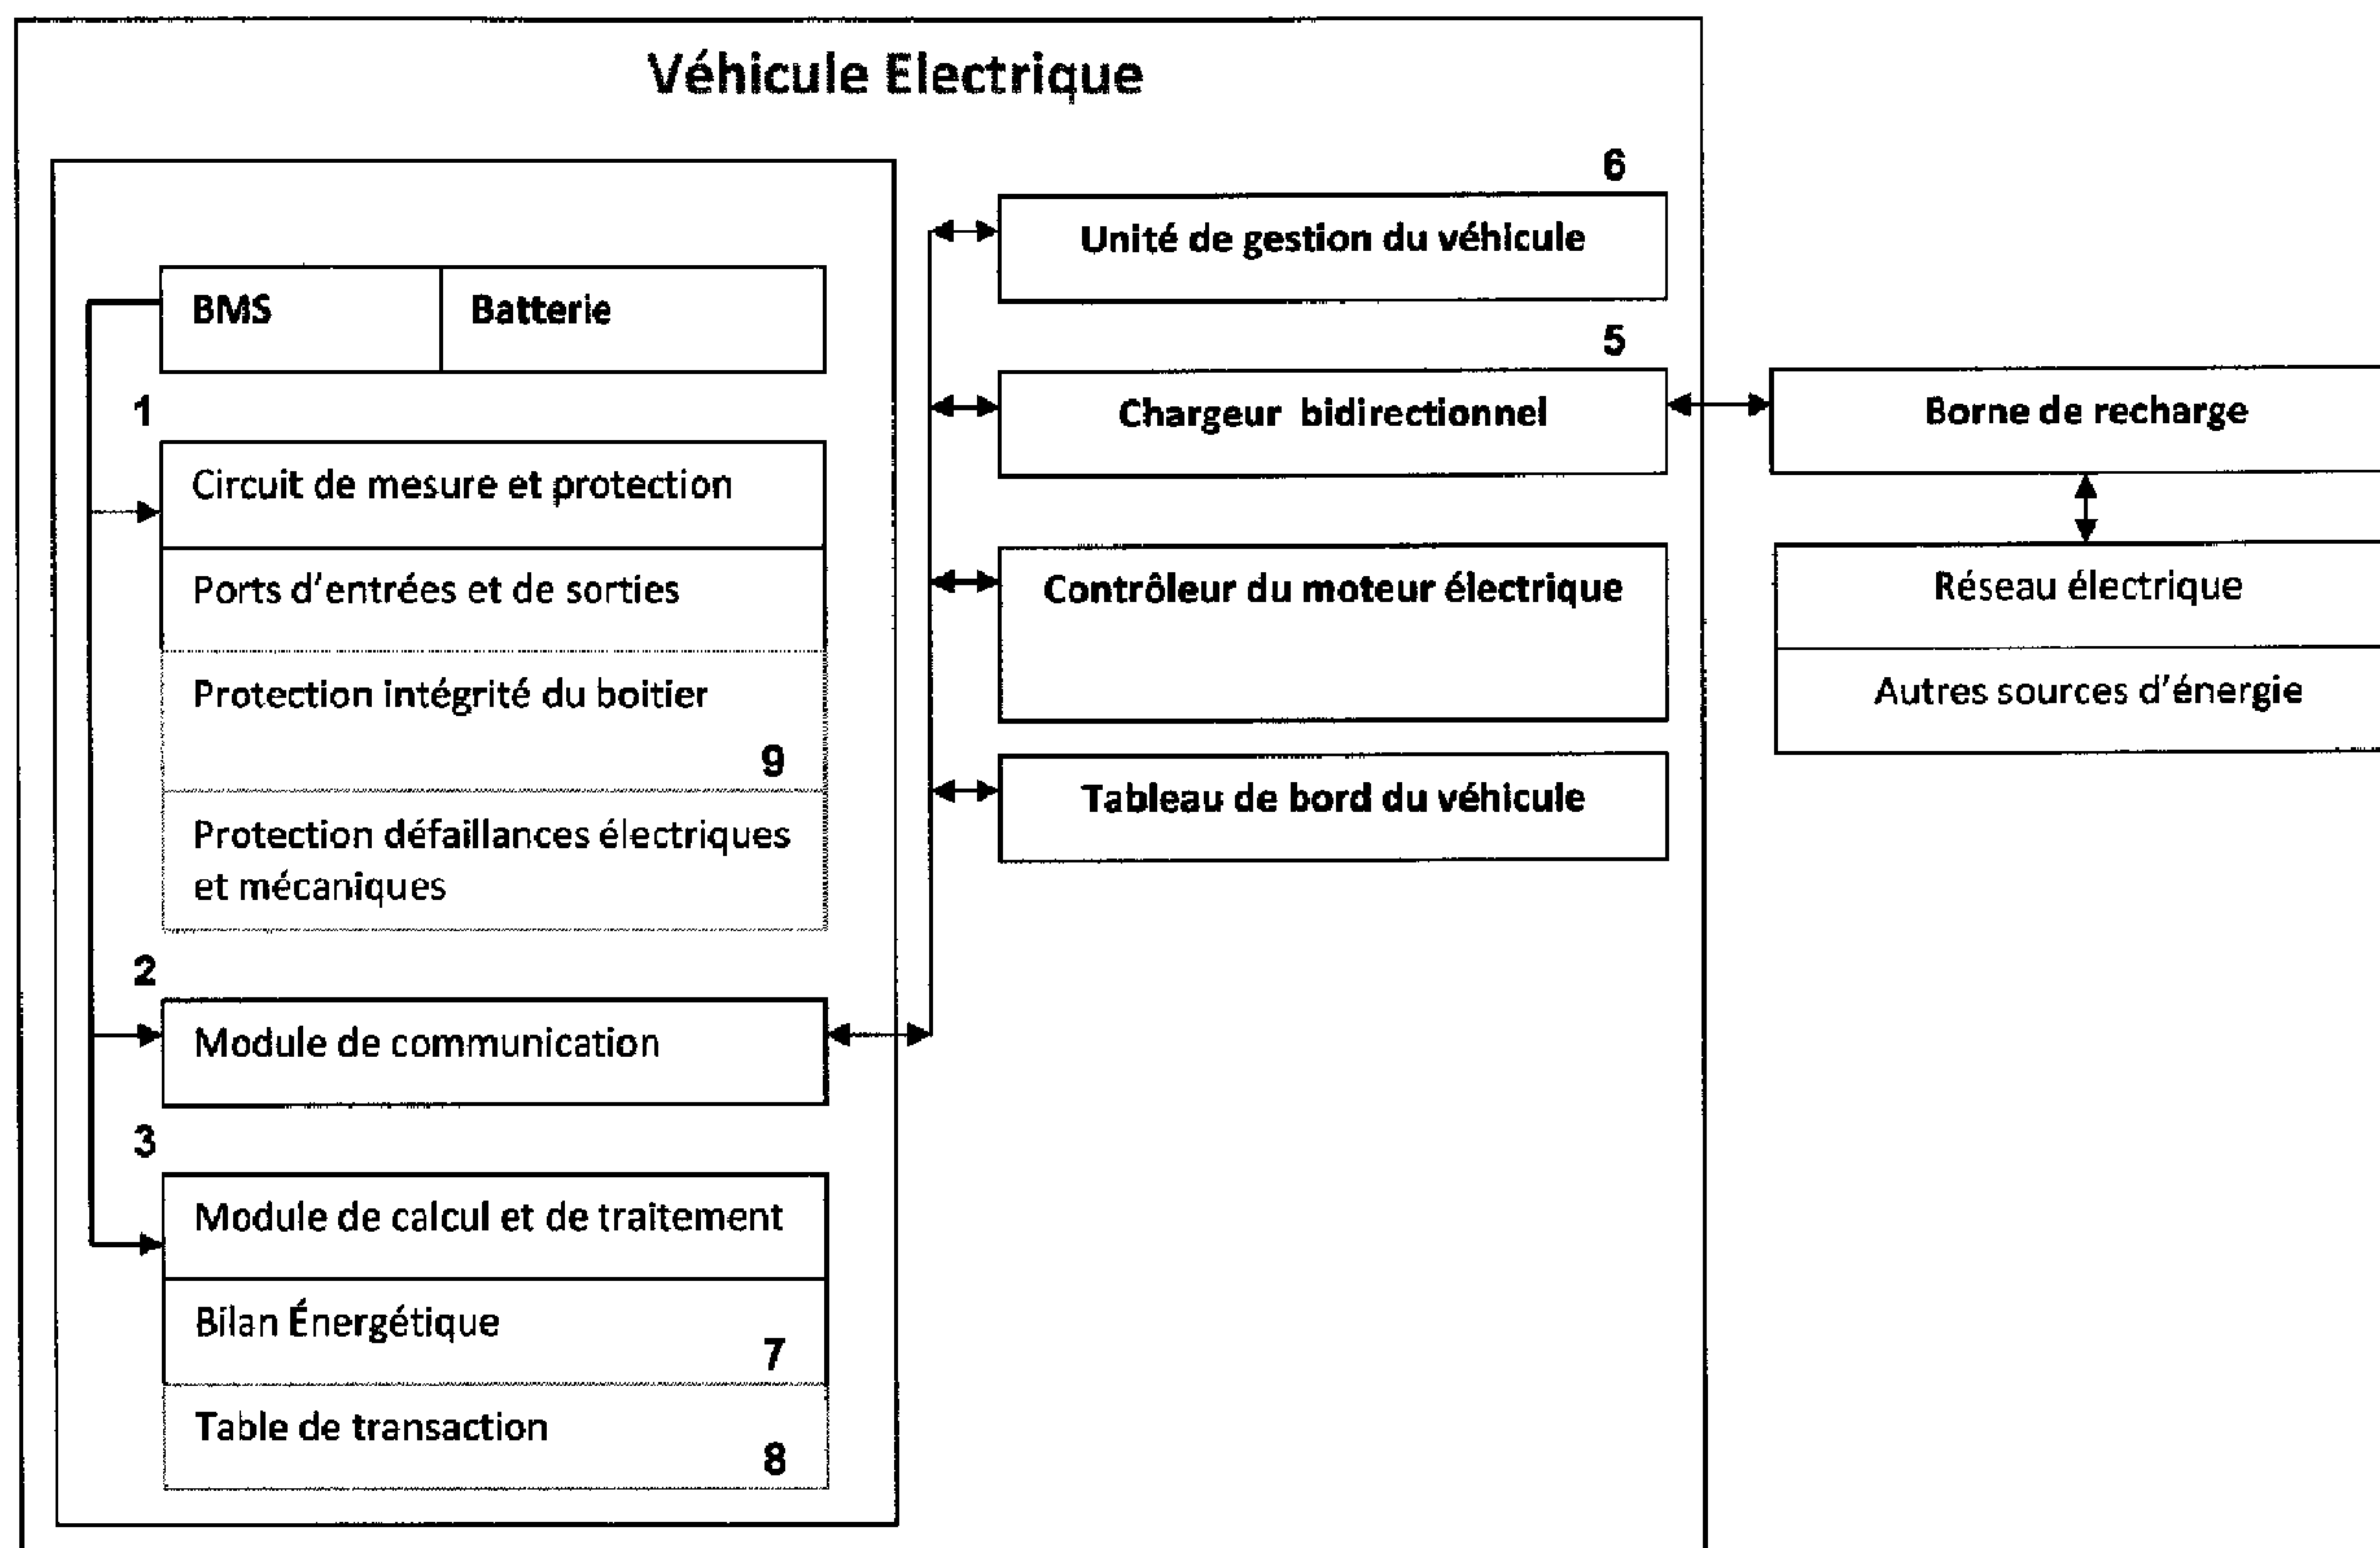 Véhicule Electrique
BMS
Batterie
1
Circuit de mesure et protection
Ports d'entrées et de sorties
Protection intégrité du boitier
9
Protection défaillances électriques
et mécaniques
2
Module de communication
3
Module de calcul et de traitement
Bilan Énergétique
7
Table de transaction
8
6
Unité de gestion du véhicule
5
Chargeur bidirectionnel
Contrôleur du moteur électrique
Tableau de bord du véhicule
Borne de recharge
Réseau électrique
Autres sources d'énergie